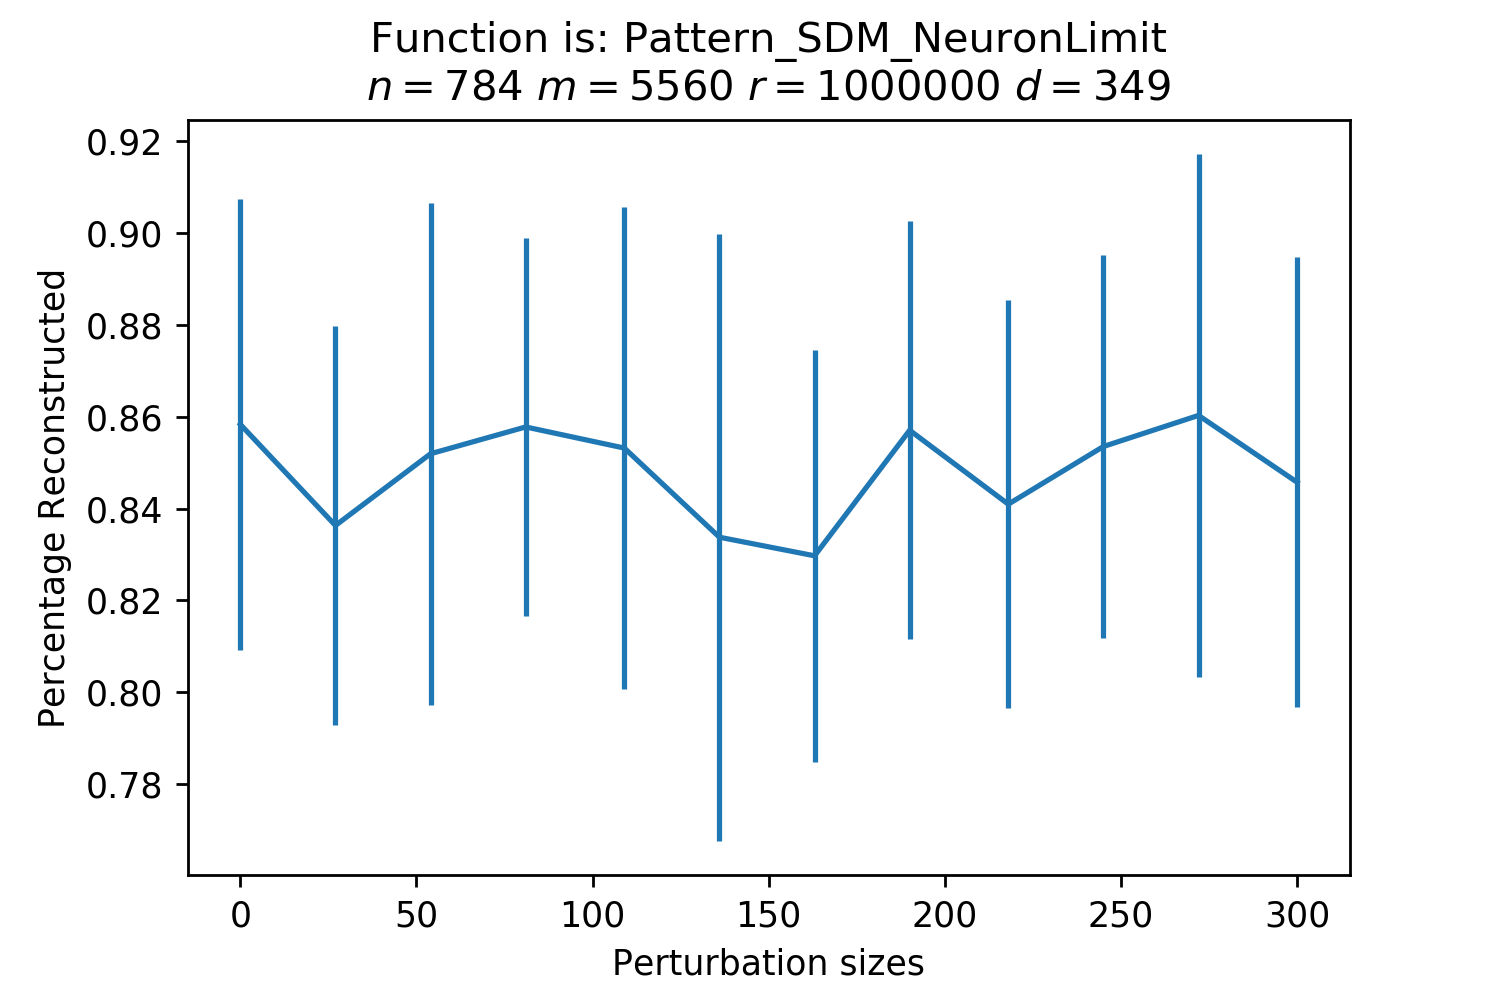 Function is: Pattern_SDM_NeuronLimit
n = 784 m = 5560 r = 1000000 d = 349
Percentage Reconstructed
0.92
0.90
0.88
0.86
0.84
0.82
0.80
0.78
0 50 100 150 200 250 300
Perturbation sizes